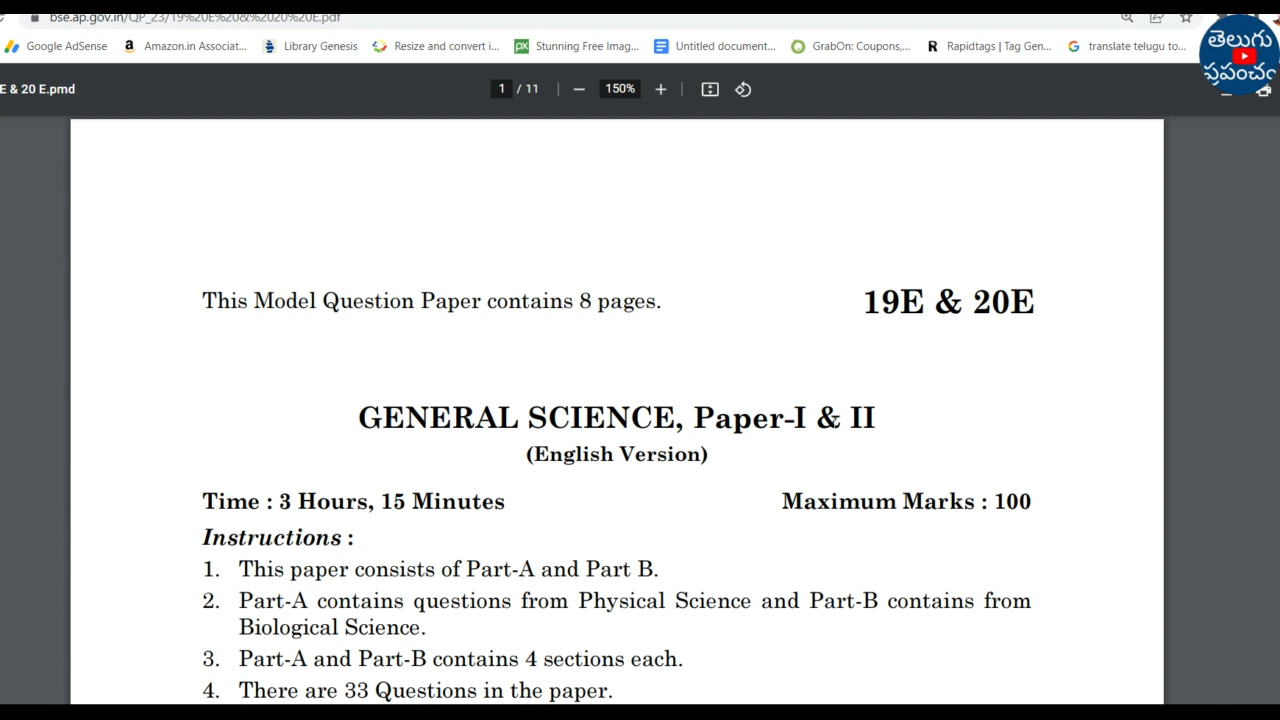 bse.ap.gov.in/QP_23/19%20E%20&%2020%20E.pdf
Google AdSense Amazon.in Associat... Library Genesis Resize and convert i... Stunning Free Imag... Untitled document... GrabOn: Coupons,... Rapidtags | Tag Gen... translate telugu to...
తెలుగు
ప్రపంచం
E & 20 E.pmd 1 / 11 150%
This Model Question Paper contains 8 pages. 19E & 20E
GENERAL SCIENCE, Paper-I & II
(English Version)
Time : 3 Hours, 15 Minutes Maximum Marks : 100
Instructions :
1. This paper consists of Part-A and Part B.
2. Part-A contains questions from Physical Science and Part-B contains from
Biological Science.
3. Part-A and Part-B contains 4 sections each.
4. There are 33 Questions in the paper.